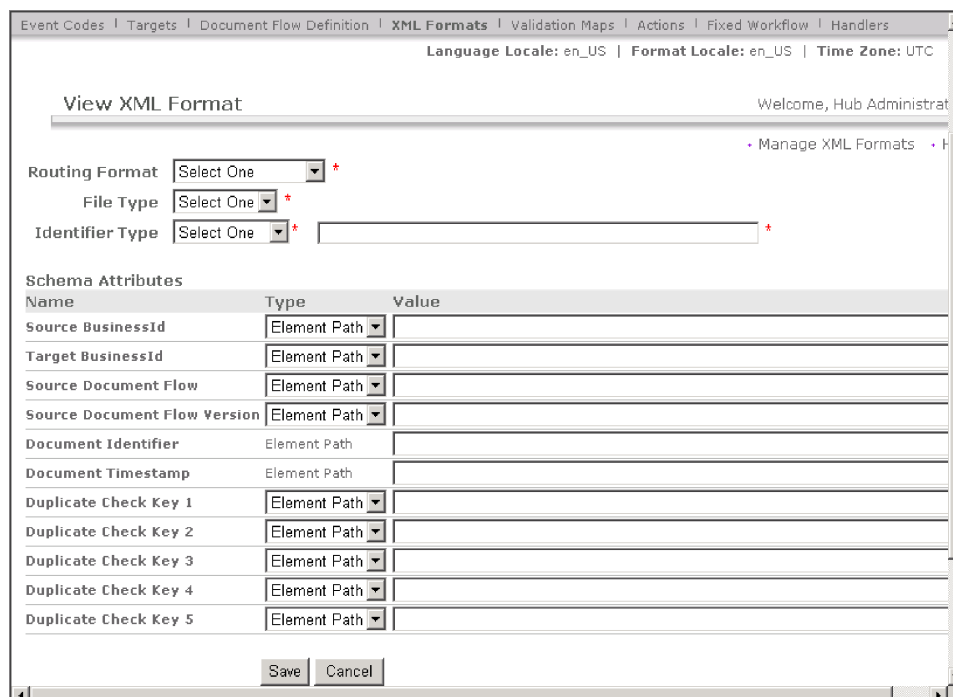 Event Codes | Targets | Document Flow Definition | XML Formats | Validation Maps | Actions | Fixed Workflow | Handlers
Language Locale: en_US | Format Locale: en_US | Time Zone: UTC
View XML Format
Welcome, Hub Administrat
Manage XML Formats
Routing Format Select One *
File Type Select One *
Identifier Type Select One * *
Schema Attributes
Name Type Value
Source BusinessId Element Path
Target BusinessId Element Path
Source Document Flow Element Path
Source Document Flow Version Element Path
Document Identifier Element Path
Document Timestamp Element Path
Duplicate Check Key 1 Element Path
Duplicate Check Key 2 Element Path
Duplicate Check Key 3 Element Path
Duplicate Check Key 4 Element Path
Duplicate Check Key 5 Element Path
Save Cancel